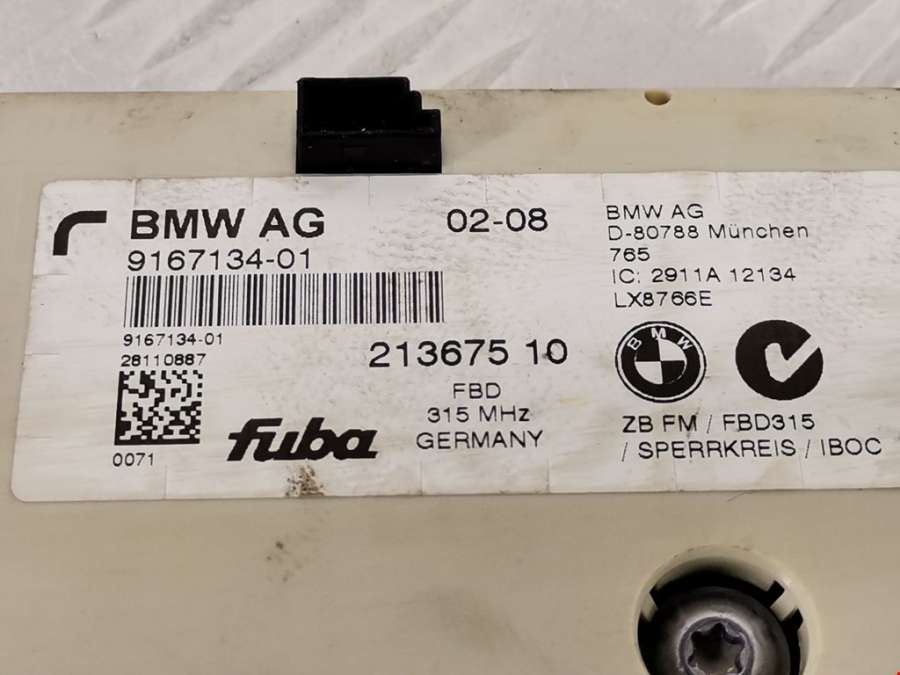 BMW AG
02-08
9167134-01
9167134-01
28110887
0071
fuba
213675 10
FBD
315 MHz
GERMANY
BMW AG
D-80788 München
765
IC: 2911A 12134
LX8766E
BMW
ZB FM / FBD315
/ SPERRKREIS / IBOC